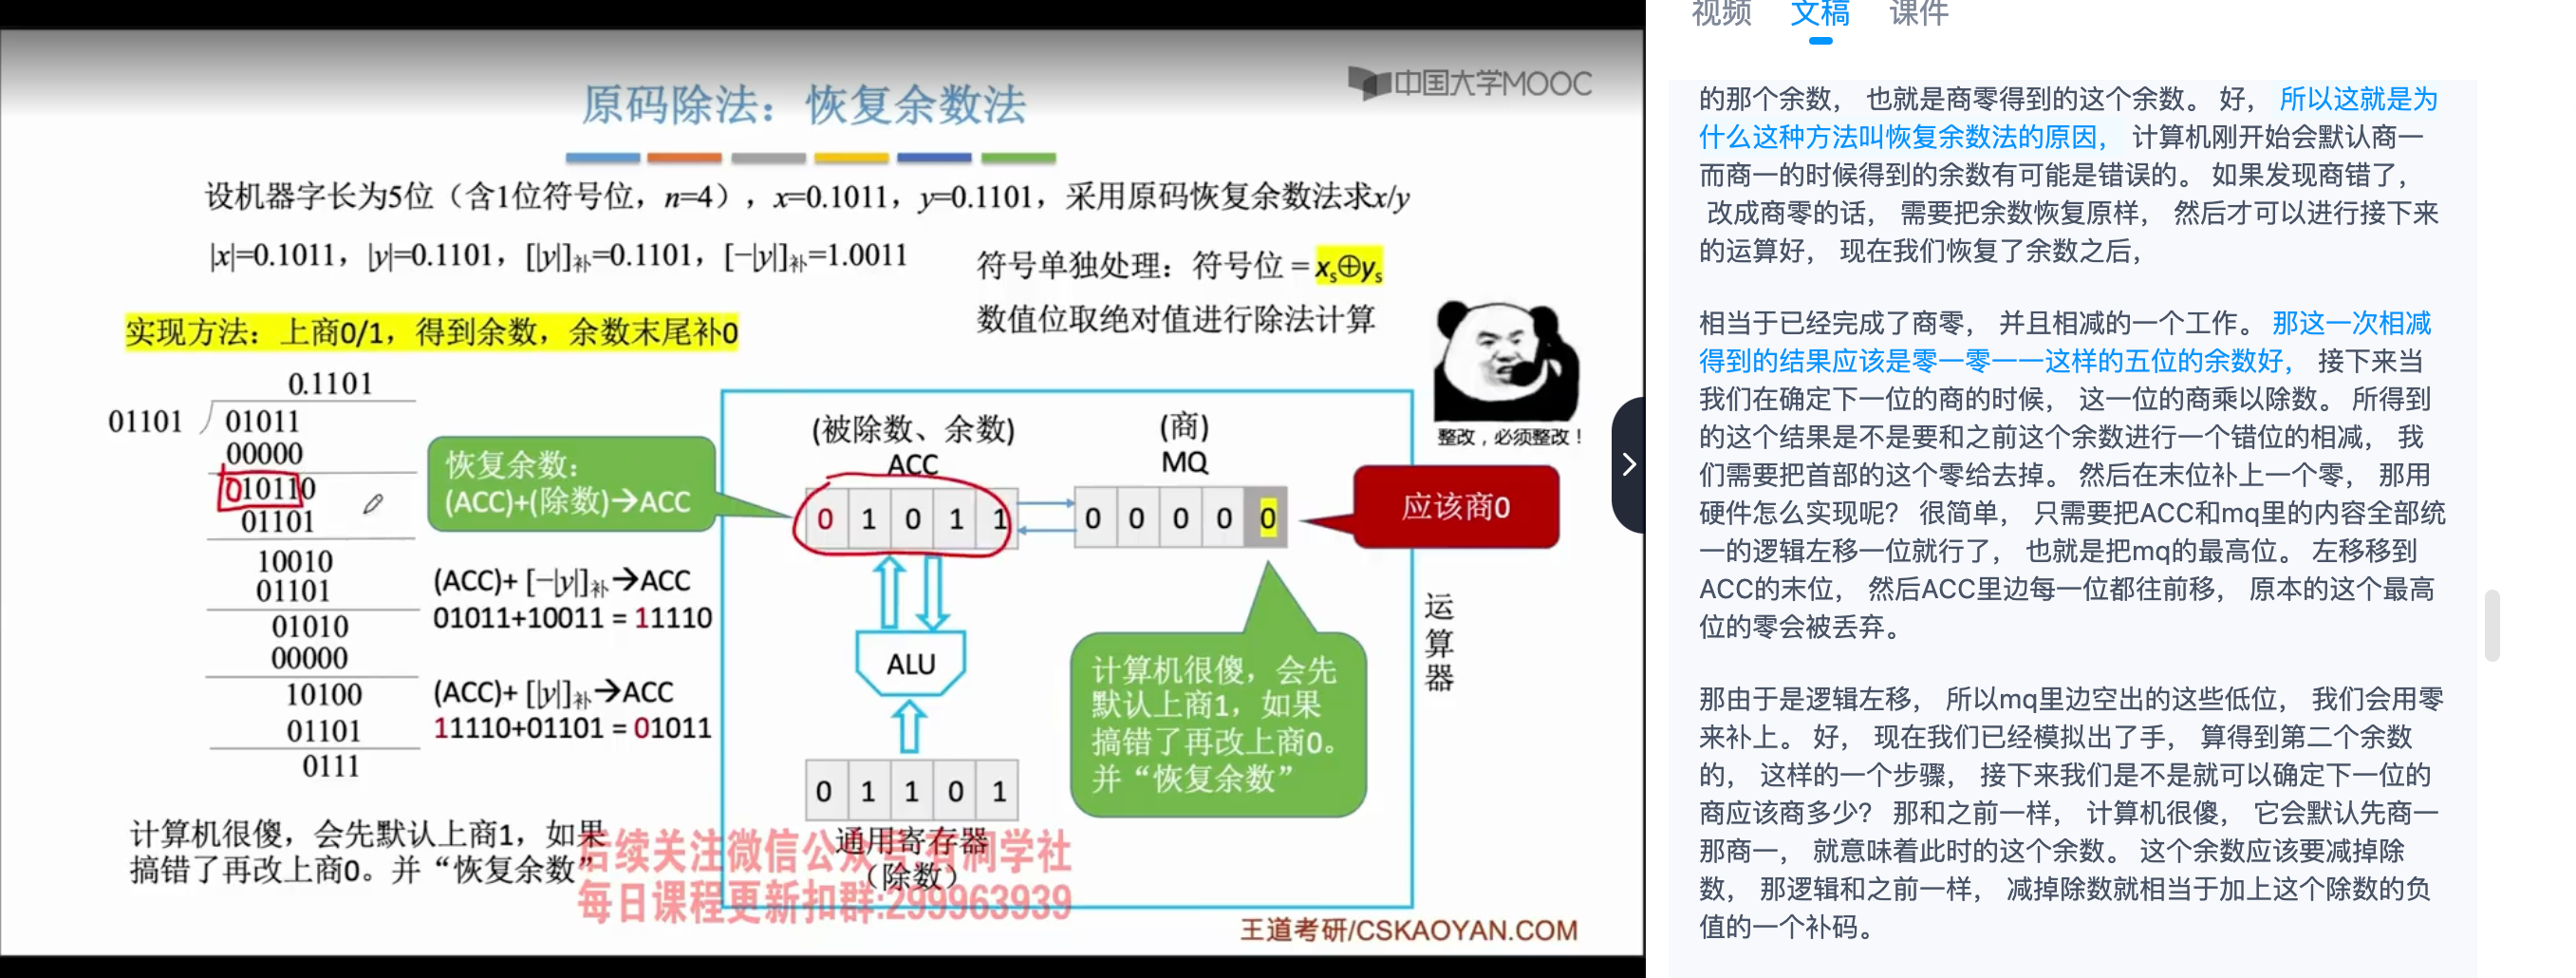 中国大学MOOC
原码除法：恢复余数法
设机器字长为5位（含1位符号位，n=4），x=0.1011，y=0.1101，采用原码恢复余数法求x/y
|x|=0.1011，|y|=0.1101，[|y|]补=0.1101，[−|y|]补=1.0011
符号单独处理：符号位 = xs⊕ys
数值位取绝对值进行除法计算
实现方法：上商0/1，得到余数，余数末尾补0
0.1101
01101 01011
00000
010110
01101
10010
01101
01010
00000
10100
01101
0111
恢复余数：
(ACC)+(除数)→ACC
(ACC)+ [−|y|]补→ACC
01011+10011 = 11110
(ACC)+ [|y|]补→ACC
11110+01101 = 01011
(被除数、余数)
ACC
(商)
MQ
0 1 0 1 1
0 0 0 0 0
应该商0
整改，必须整改！
ALU
运算器
计算机很傻，会先
默认上商1，如果
搞错了再改上商0。
并“恢复余数”
0 1 1 0 1
通用寄存器
（除数）
计算机很傻，会先默认上商1，如果
搞错了再改上商0。并“恢复余数”
后续关注微信公众号:有润学社
每日课程更新扣群:299963939
王道考研/CSKAOYAN.COM
视频 文稿 课件
的那个余数， 也就是商零得到的这个余数。 好， 所以这就是为
什么这种方法叫恢复余数法的原因， 计算机刚开始会默认商一
而商一的时候得到的余数有可能是错误的。 如果发现商错了，
改成商零的话， 需要把余数恢复原样， 然后才可以进行接下来
的运算好， 现在我们恢复了余数之后，
相当于已经完成了商零， 并且相减的一个工作。 那这一次相减
得到的结果应该是零一零一一这样的五位的余数好， 接下来当
我们在确定下一位的商的时候， 这一位的商乘以除数。 所得到
的这个结果是不是要和之前这个余数进行一个错位的相减， 我
们需要把首部的这个零给去掉。 然后在末位补上一个零， 那用
硬件怎么实现呢？ 很简单， 只需要把ACC和mq里的内容全部统
一的逻辑左移一位就行了， 也就是把mq的最高位。 左移移到
ACC的末位， 然后ACC里边每一位都往前移， 原本的这个最高
位的零会被丢弃。
那由于是逻辑左移， 所以mq里边空出的这些低位， 我们会用零
来补上。 好， 现在我们已经模拟出了手， 算得到第二个余数
的， 这样的一个步骤， 接下来我们是不是就可以确定下一位的
商应该商多少？ 那和之前一样， 计算机很傻， 它会默认先商一
那商一， 就意味着此时的这个余数。 这个余数应该要减掉除
数， 那逻辑和之前一样， 减掉除数就相当于加上这个除数的负
值的一个补码。